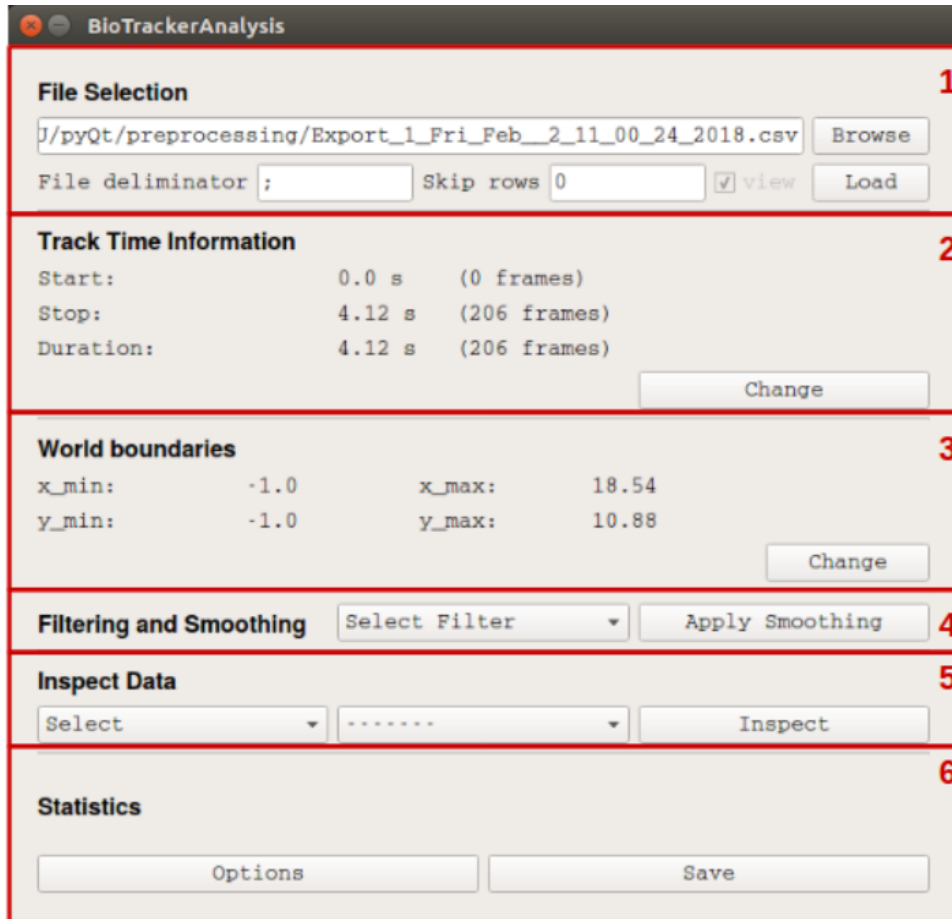 BioTrackerAnalysis
1
File Selection
J/pyQt/preprocessing/Export_1_Fri_Feb__2_11_00_24_2018.csv Browse
File deliminator ; Skip rows 0 view Load
2
Track Time Information
Start: 0.0 s (0 frames)
Stop: 4.12 s (206 frames)
Duration: 4.12 s (206 frames)
Change
3
World boundaries
x_min: -1.0 x_max: 18.54
y_min: -1.0 y_max: 10.88
Change
Filtering and Smoothing Select Filter Apply Smoothing 4
Inspect Data 5
Select ------- Inspect
6
Statistics
Options Save